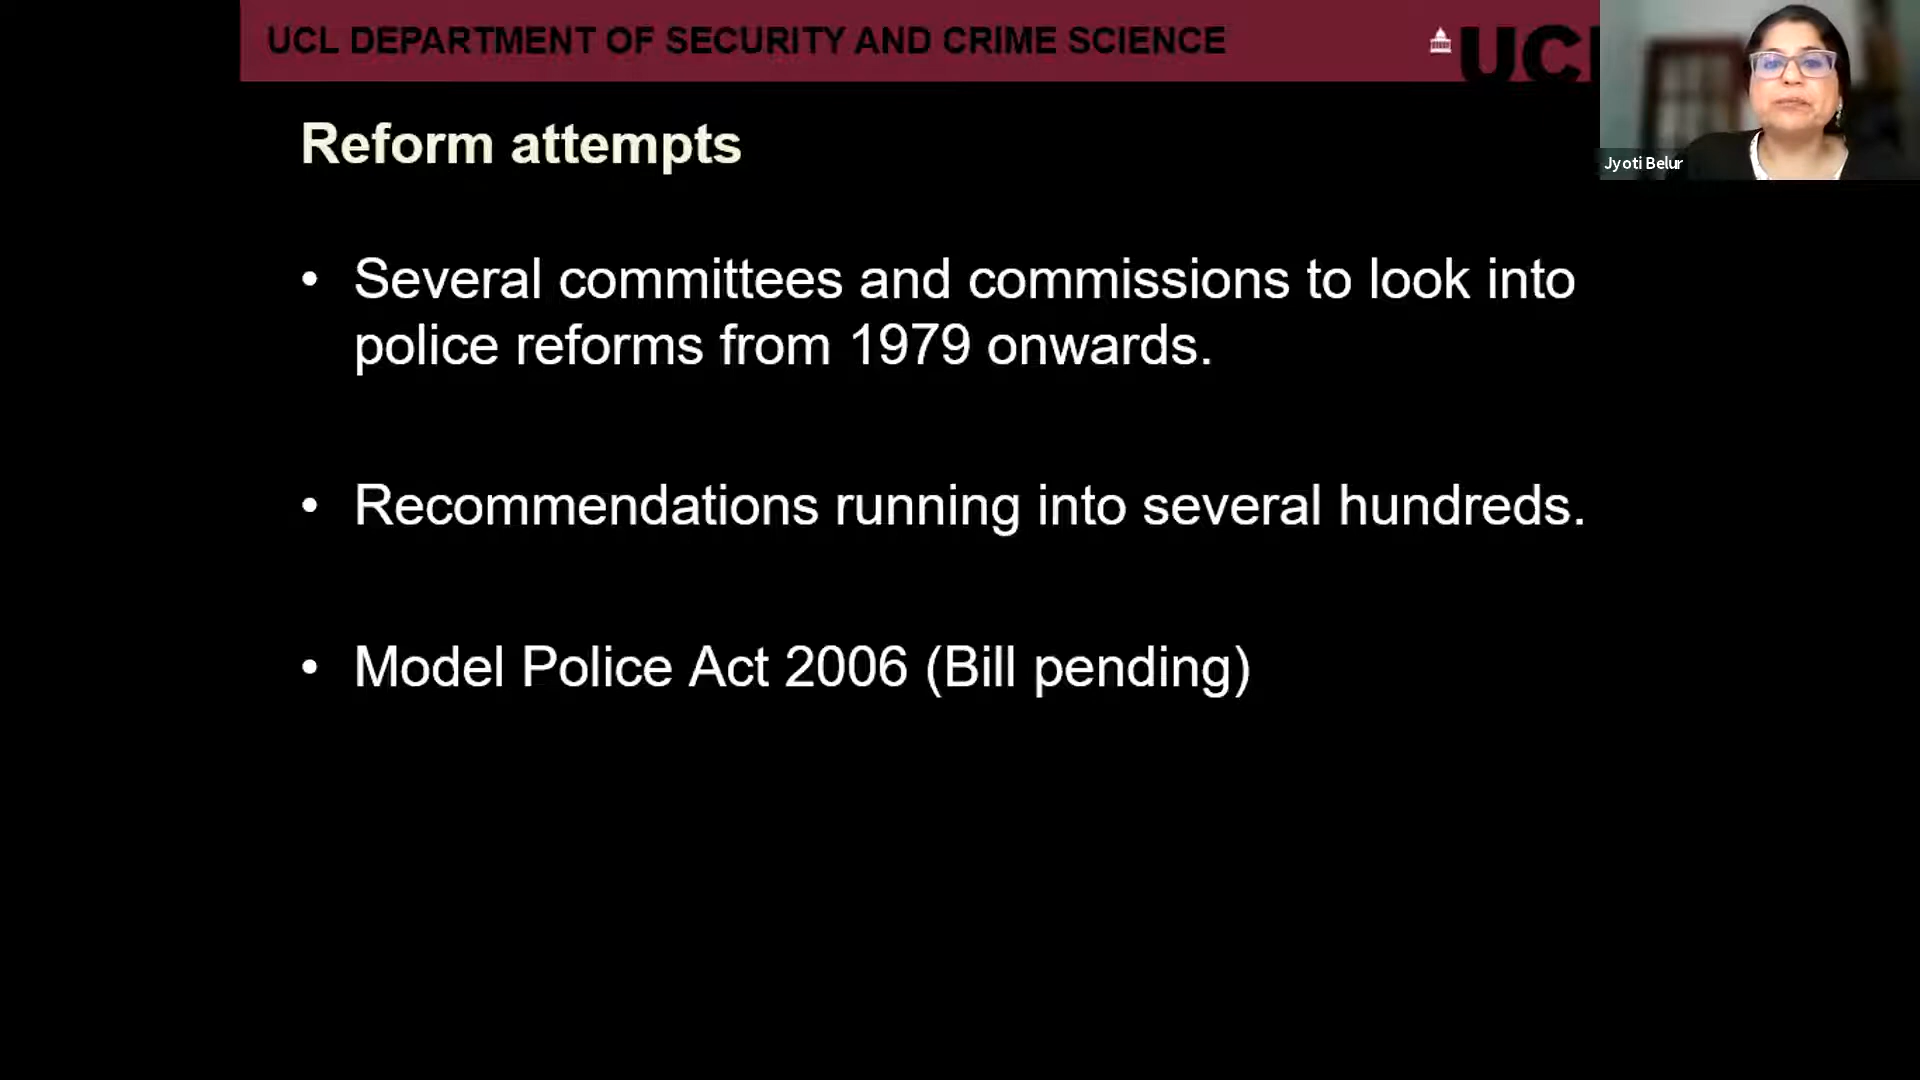 UCL DEPARTMENT OF SECURITY AND CRIME SCIENCE
UCL
Jyoti Belur
Reform attempts
• Several committees and commissions to look into
police reforms from 1979 onwards.
• Recommendations running into several hundreds.
• Model Police Act 2006 (Bill pending)